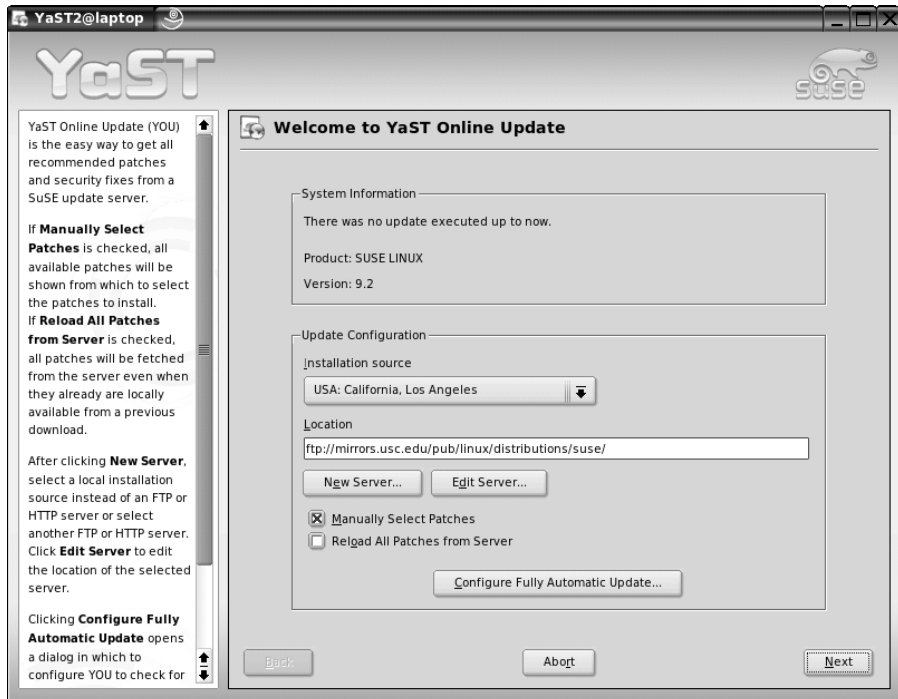 YaST2@laptop
YaST
suse
YaST Online Update (YOU)
is the easy way to get all
recommended patches
and security fixes from a
SuSE update server.
If Manually Select
Patches is checked, all
available patches will be
shown from which to select
the patches to install.
If Reload All Patches
from Server is checked,
all patches will be fetched
from the server even when
they already are locally
available from a previous
download.
After clicking New Server,
select a local installation
source instead of an FTP or
HTTP server or select
another FTP or HTTP server.
Click Edit Server to edit
the location of the selected
server.
Clicking Configure Fully
Automatic Update opens
a dialog in which to
configure YOU to check for
Welcome to YaST Online Update
System Information
There was no update executed up to now.
Product: SUSE LINUX
Version: 9.2
Update Configuration
Installation source
USA: California, Los Angeles
Location
ftp://mirrors.usc.edu/pub/linux/distributions/suse/
New Server... Edit Server...
Manually Select Patches
Reload All Patches from Server
Configure Fully Automatic Update...
Back Abort Next